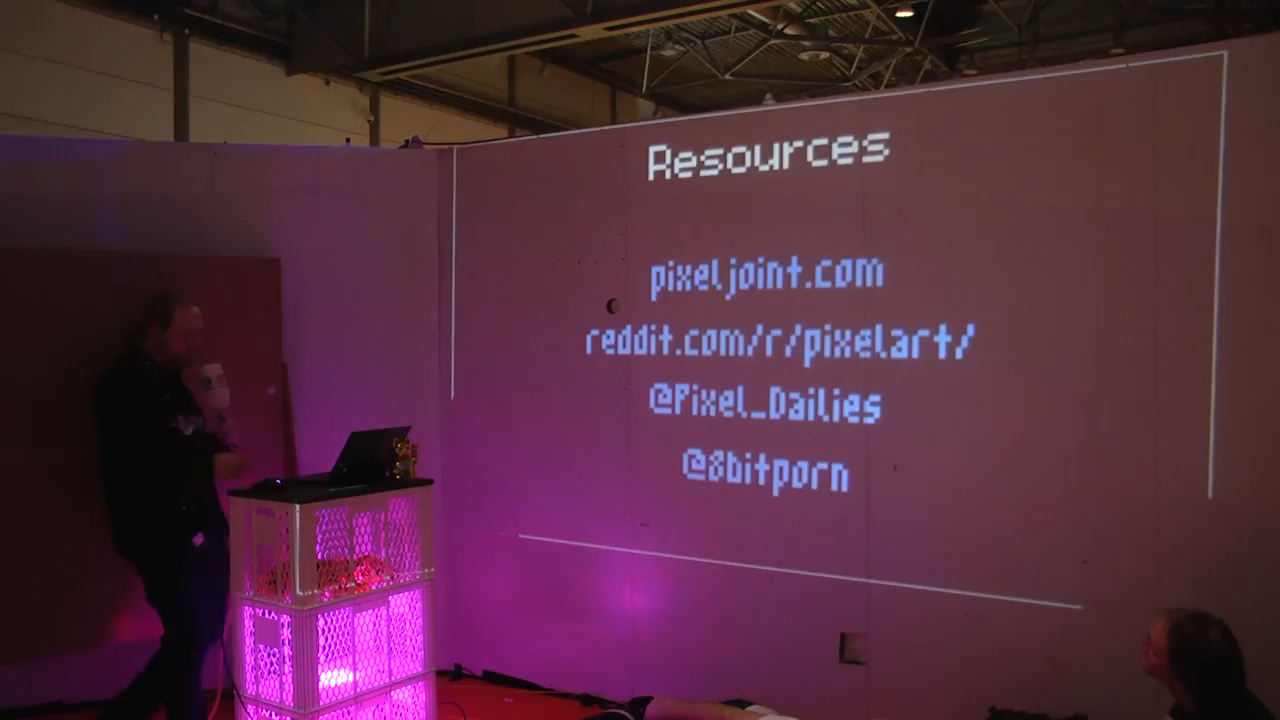 Resources
pixeljoint.com
reddit.com/r/pixelart/
@Pixel_Dailies
@8bitporn